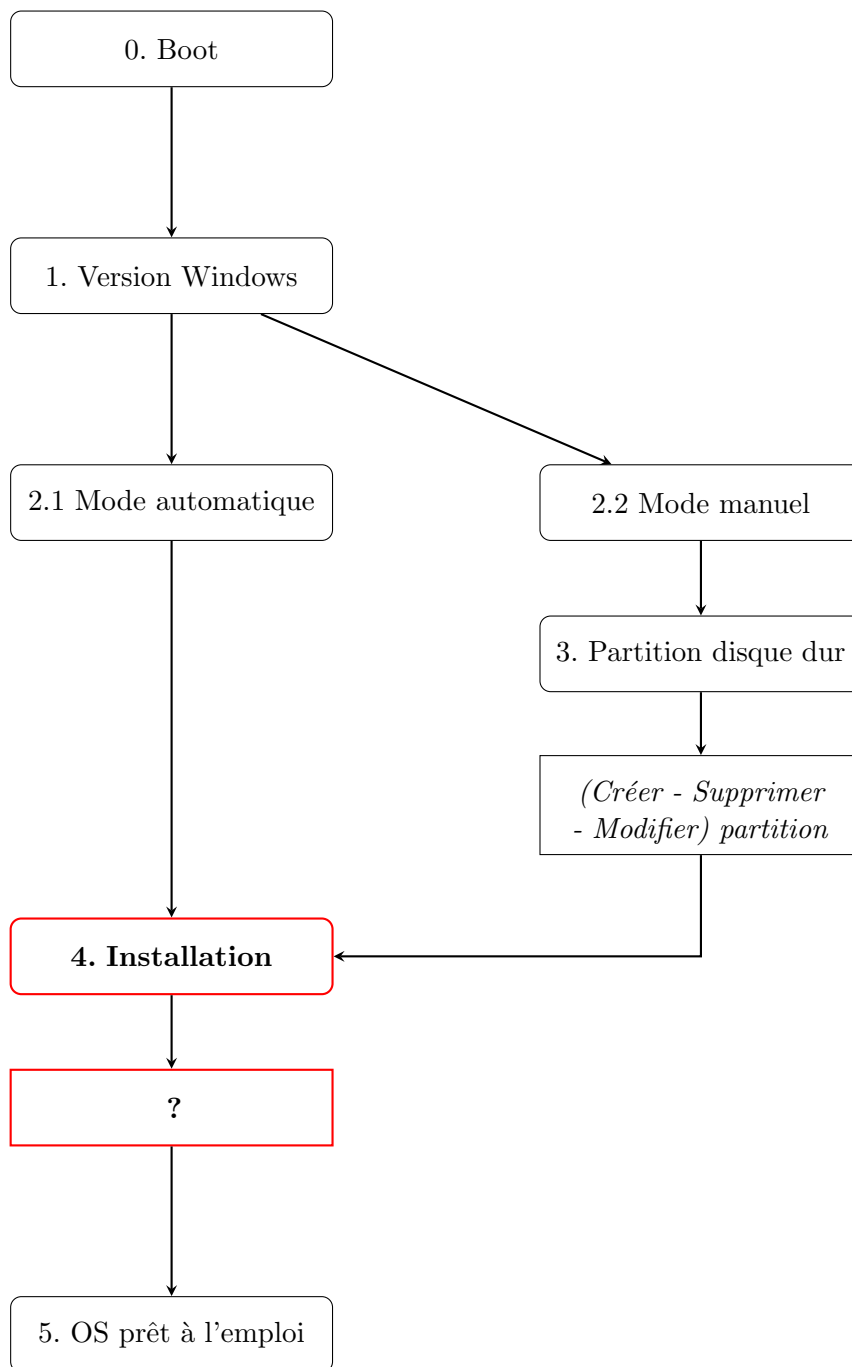 0. Boot
1. Version Windows
2.1 Mode automatique
2.2 Mode manuel
3. Partition disque dur
(Créer - Supprimer
- Modifier) partition
4. Installation
?
5. OS prêt à l'emploi